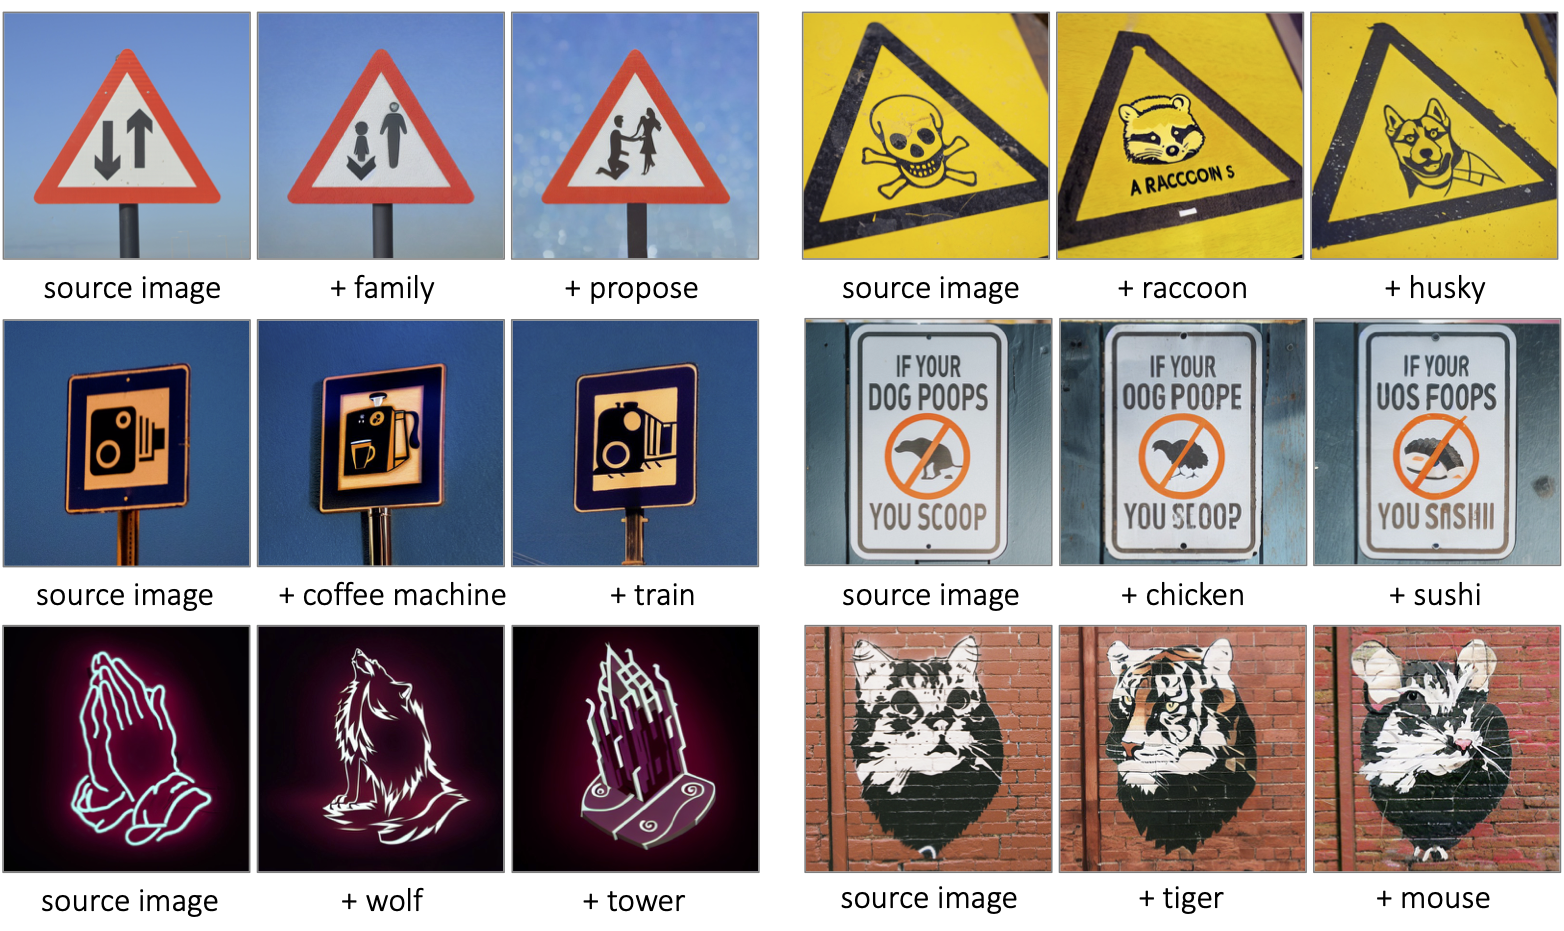 source image
+ family
+ propose
A RACCCOIN S
source image
+ raccoon
+ husky
source image
+ coffee machine
+ train
IF YOUR
DOG POOPS
YOU SCOOP
IF YOUR
OOG POOPE
YOU SCOOP
IF YOUR
UOS FOOPS
YOU SASHII
source image
+ chicken
+ sushi
source image
+ wolf
+ tower
source image
+ tiger
+ mouse